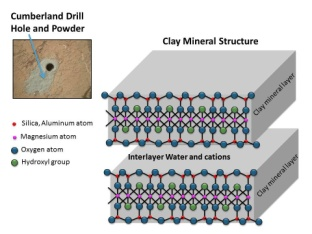 Cumberland Drill
Hole and Powder
Clay Mineral Structure
Clay mineral layer
Silica, Aluminum atom
Magnesium atom
Oxygen atom
Hydroxyl group
Interlayer Water and cations
Clay mineral layer